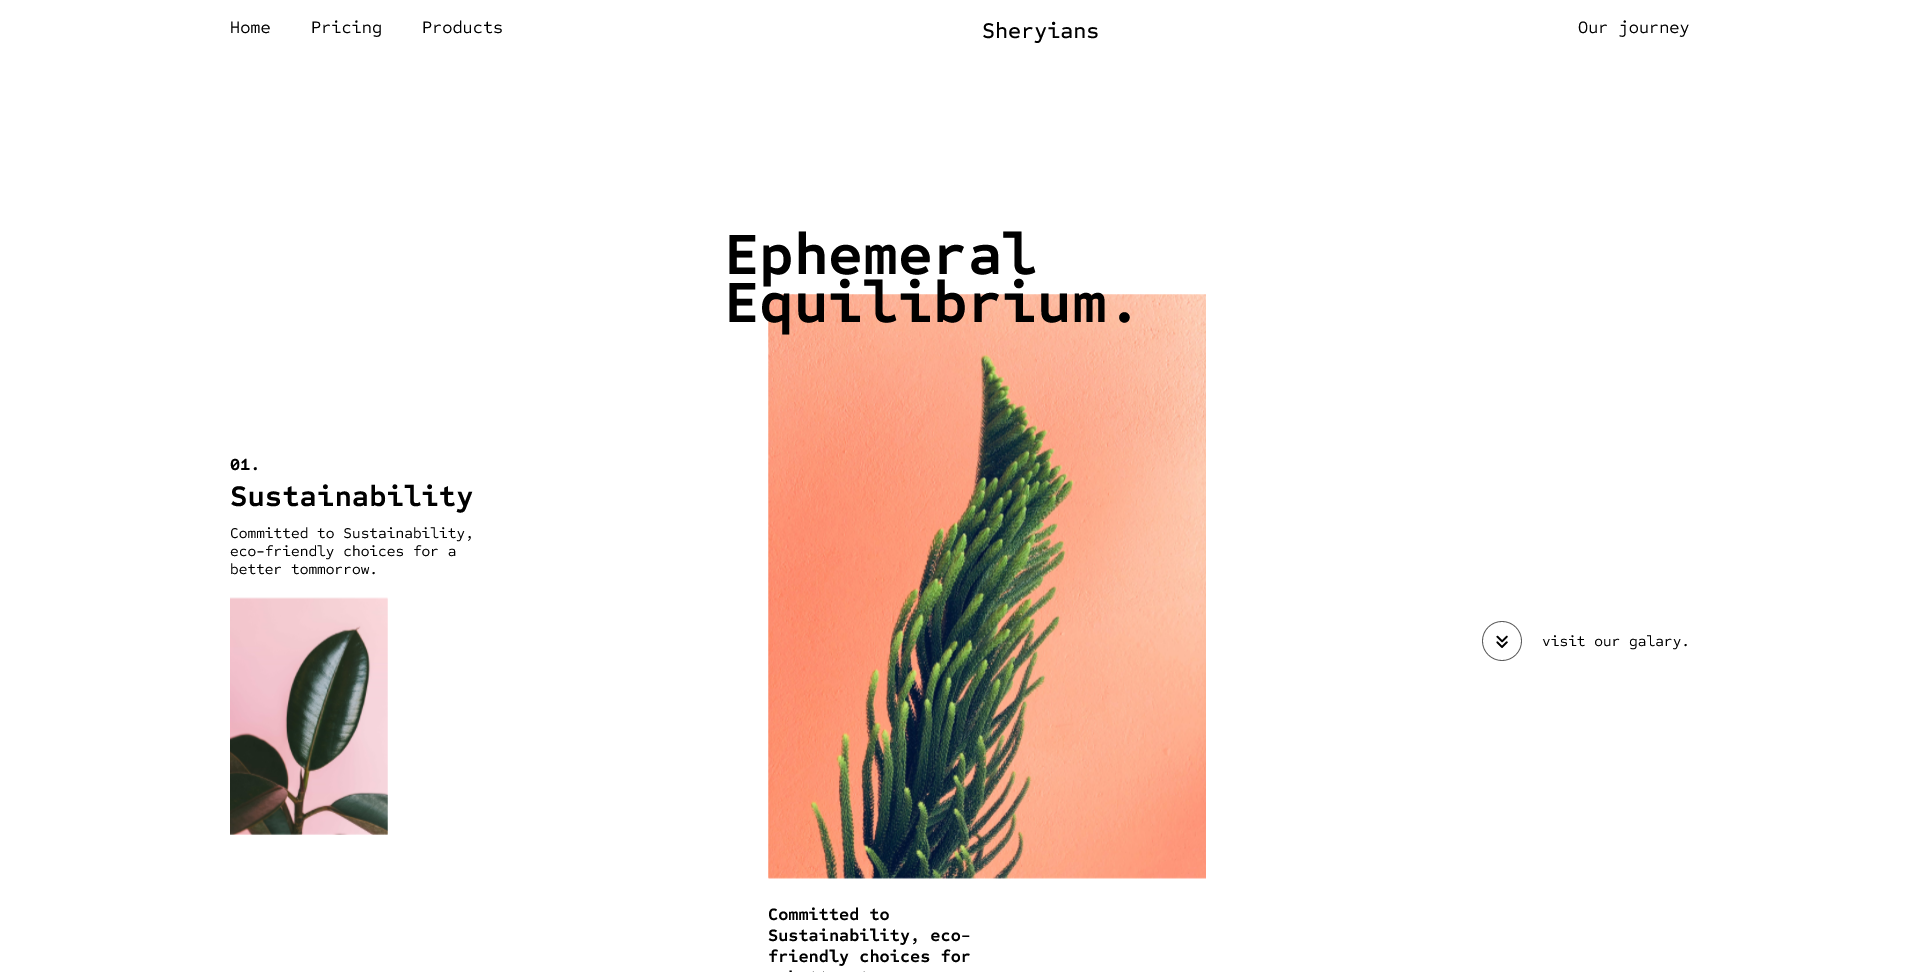 Home Pricing Products Sheryians Our journey
Ephemeral
Equilibrium.
01.
Sustainability
Committed to Sustainability,
eco-friendly choices for a
better tommorrow.
visit our galary.
Committed to
Sustainability, eco-
friendly choices for